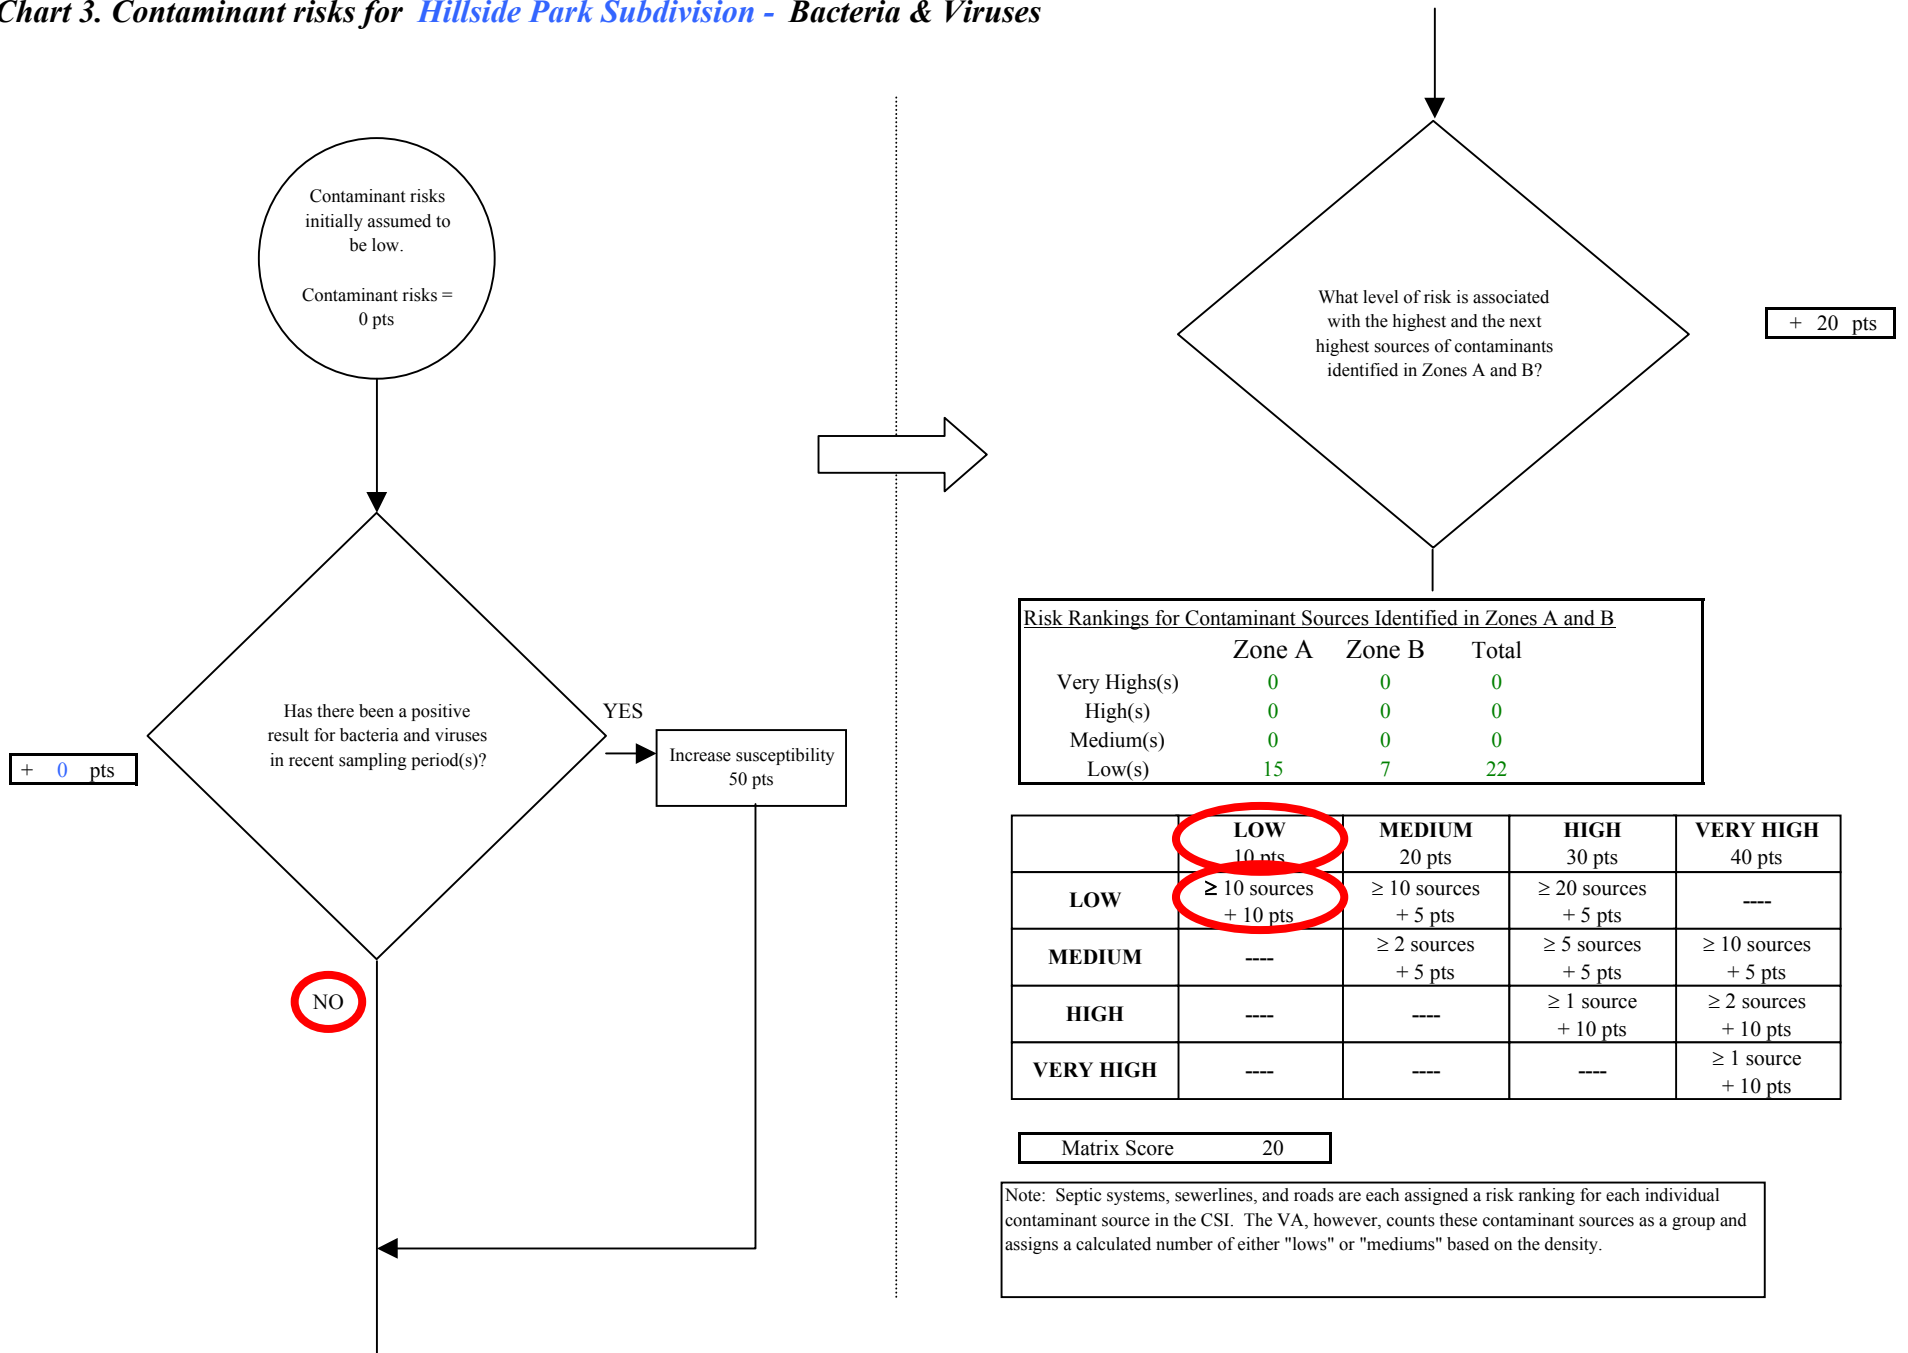 Chart 3. Contaminant risks for Hillside Park Subdivision - Bacteria & Viruses
Contaminant risks
initially assumed to
be low.
Contaminant risks =
0 pts
Has there been a positive
result for bacteria and viruses
in recent sampling period(s)?
+ 0 pts
YES
Increase susceptibility
50 pts
NO
What level of risk is associated
with the highest and the next
highest sources of contaminants
identified in Zones A and B?
+ 20 pts
Risk Rankings for Contaminant Sources Identified in Zones A and B
Zone A Zone B Total
Very Highs(s) 0 0 0
High(s) 0 0 0
Medium(s) 0 0 0
Low(s) 15 7 22
LOW MEDIUM HIGH VERY HIGH
10 pts 20 pts 30 pts 40 pts
LOW ≥ 10 sources ≥ 10 sources ≥ 20 sources ----
+ 10 pts + 5 pts + 5 pts
MEDIUM ---- ≥ 2 sources ≥ 5 sources ≥ 10 sources
+ 5 pts + 5 pts + 5 pts
HIGH ---- ---- ≥ 1 source ≥ 2 sources
+ 10 pts + 10 pts
VERY HIGH ---- ---- ---- ≥ 1 source
+ 10 pts
Matrix Score 20
Note: Septic systems, sewerlines, and roads are each assigned a risk ranking for each individual
contaminant source in the CSI. The VA, however, counts these contaminant sources as a group and
assigns a calculated number of either "lows" or "mediums" based on the density.